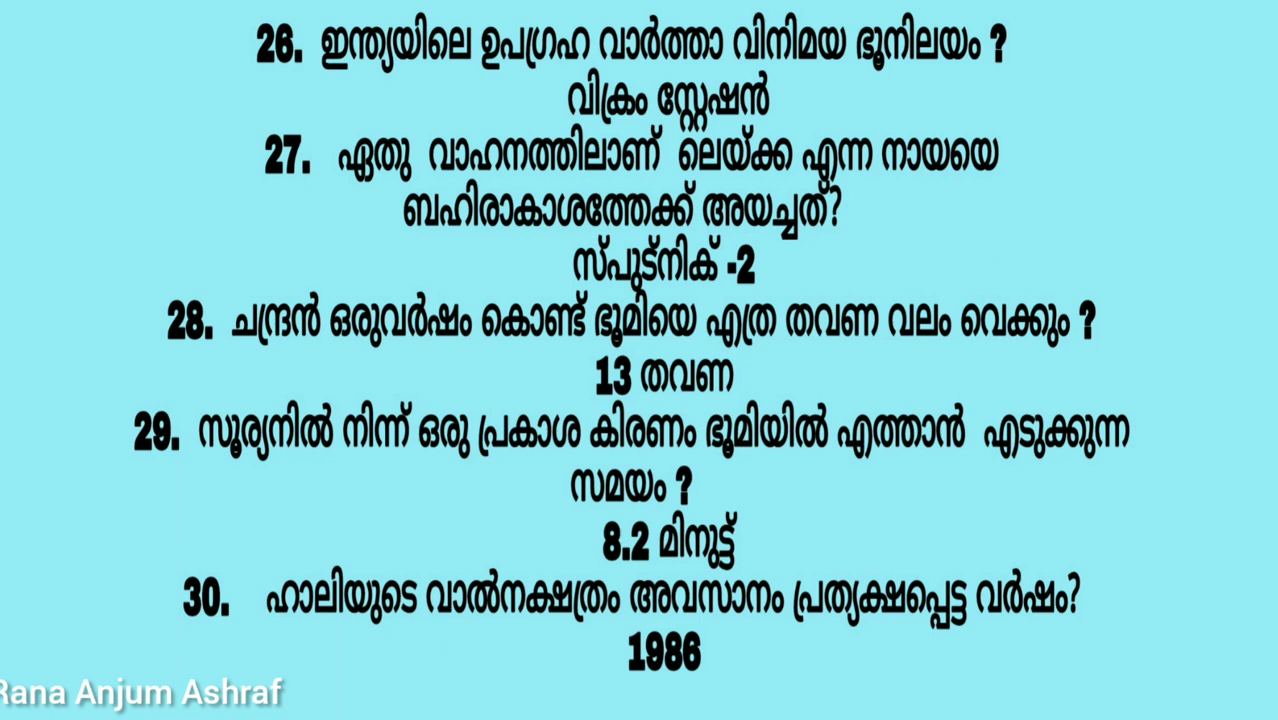 26. ഇന്ത്യയിലെ ഉപഗ്രഹ വാർത്താ വിനിമയ ഭൂനിലയം ?
വിക്രം സ്റ്റേഷൻ
27. ഏതു വാഹനത്തിലാണ് ലെയ്ക്ക എന്ന നായയെ
ബഹിരാകാശത്തേക്ക് അയച്ചത്?
സ്പുട്നിക് -2
28. ചന്ദ്രൻ ഒരുവർഷം കൊണ്ട് ഭൂമിയെ എത്ര തവണ വലം വെക്കും ?
13 തവണ
29. സൂര്യനിൽ നിന്ന് ഒരു പ്രകാശ കിരണം ഭൂമിയിൽ എത്താൻ എടുക്കുന്ന
സമയം ?
8.2 മിനുട്ട്
30. ഹാലിയുടെ വാൽനക്ഷത്രം അവസാനം പ്രത്യക്ഷപ്പെട്ട വർഷം?
1986
Rana Anjum Ashraf